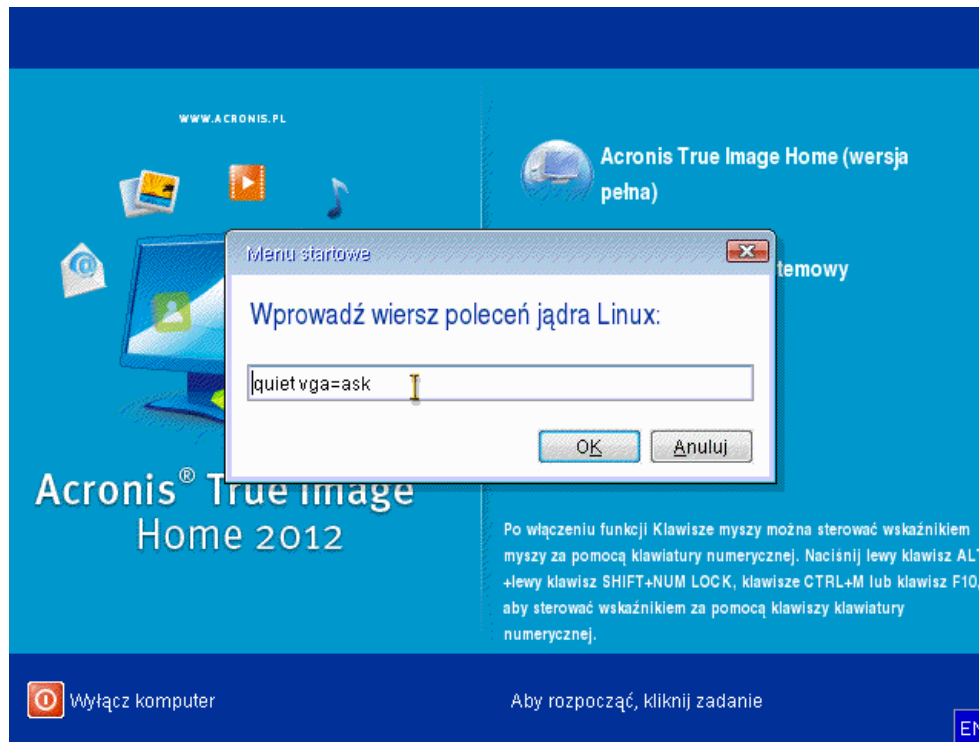 WWW.ACRONIS.PL
Acronis True Image Home (wersja
pełna)
temowy
Menu startowe
Wprowadź wiersz poleceń jądra Linux:
quiet vga=ask
OK
Anuluj
Acronis® True Image
Home 2012
Po włączeniu funkcji Klawisze myszy można sterować wskaźnikiem
myszy za pomocą klawiatury numerycznej. Naciśnij lewy klawisz ALT
+lewy klawisz SHIFT+NUM LOCK, klawisze CTRL+M lub klawisz F10,
aby sterować wskaźnikiem za pomocą klawiszy klawiatury
numerycznej.
Wyłącz komputer
Aby rozpocząć, kliknij zadanie
EN